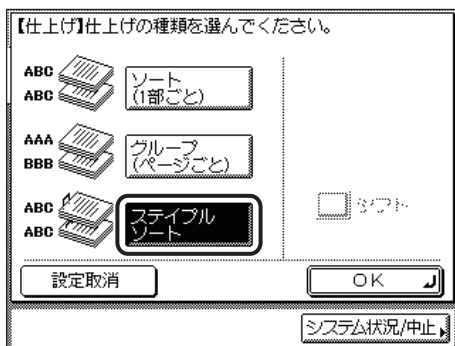 【仕上げ】仕上げの種類を選んでください。
ABC
ABC
ソート
(1部ごと)
AAA
BBB
グループ
(ページごと)
ABC
ABC
ステイプル
ソート
シフト
設定取消
OK
システム状況/中止